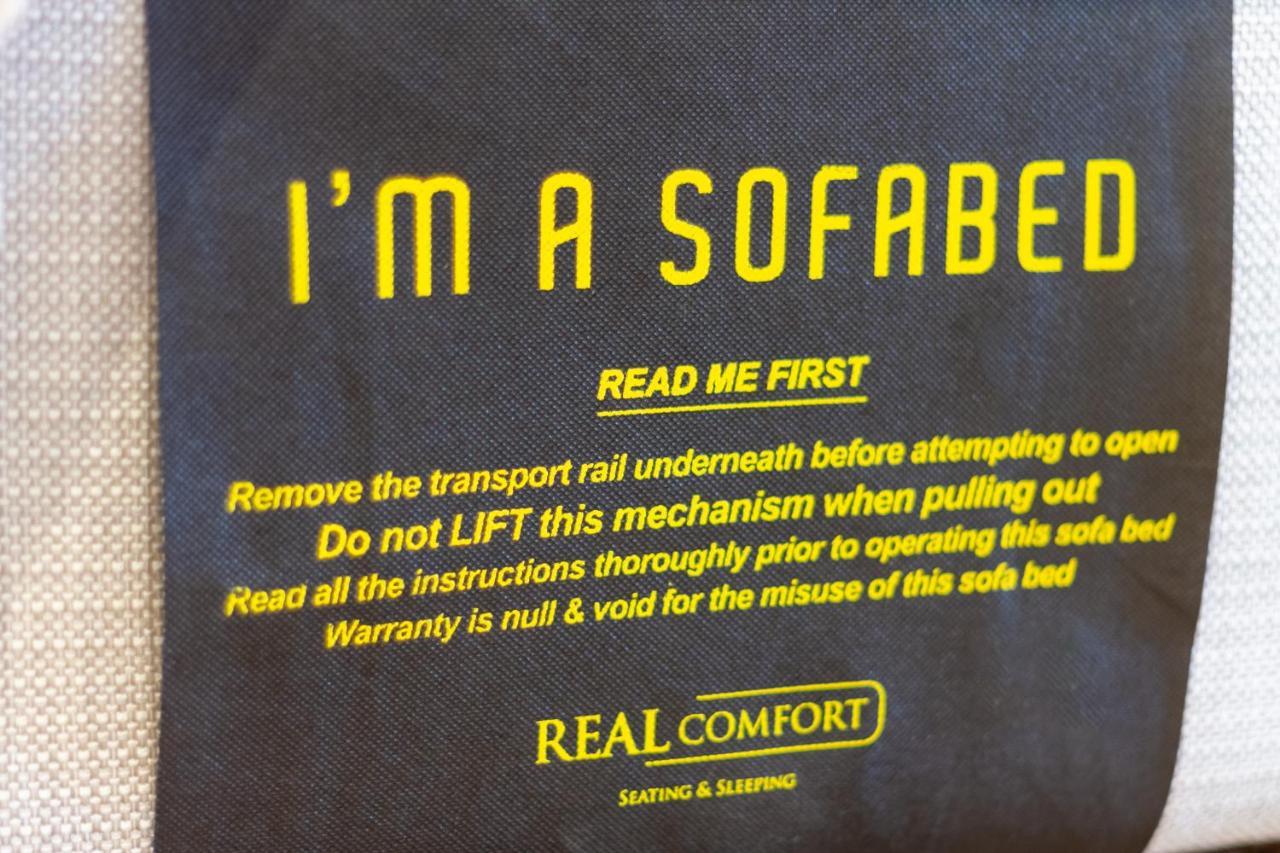 I'M A SOFABED
READ ME FIRST
Remove the transport rail underneath before attempting to open
Do not LIFT this mechanism when pulling out
Read all the instructions thoroughly prior to operating this sofa bed
Warranty is null & void for the misuse of this sofa bed
REAL COMFORT
SEATING & SLEEPING